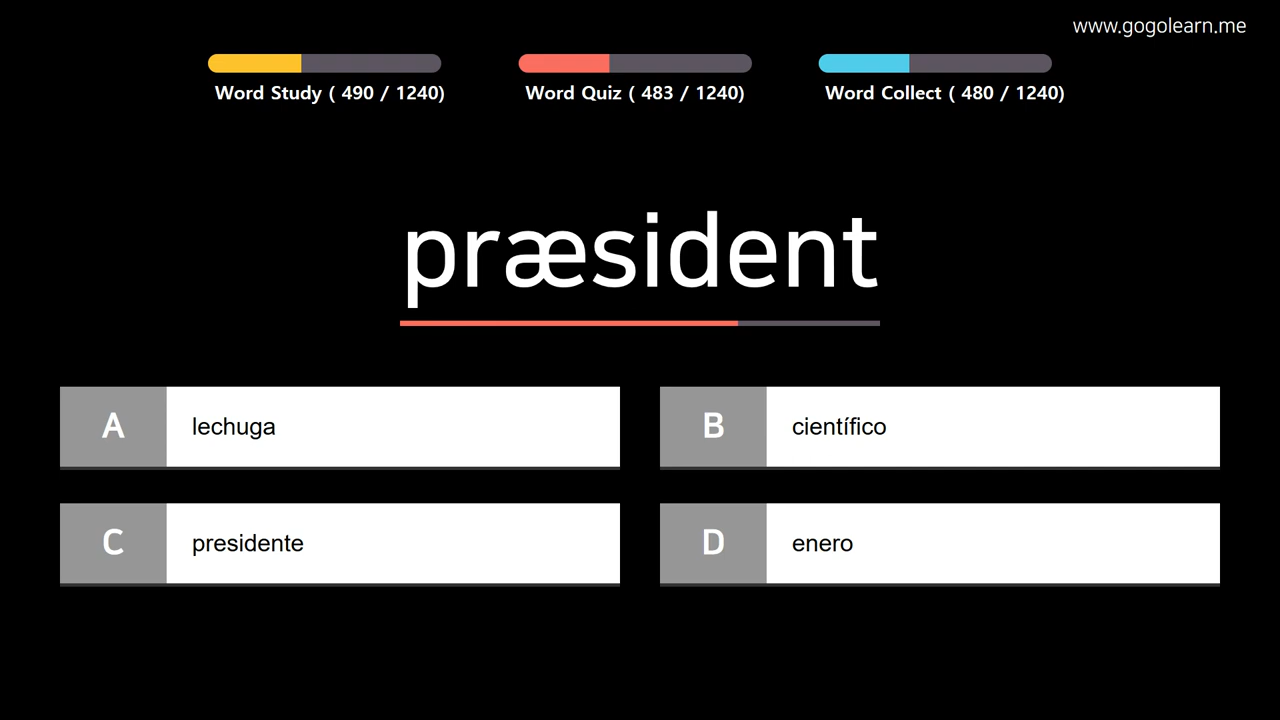 www.gogolearn.me
Word Study ( 490 / 1240)
Word Quiz ( 483 / 1240)
Word Collect ( 480 / 1240)
præsident
A lechuga
B científico
C presidente
D enero